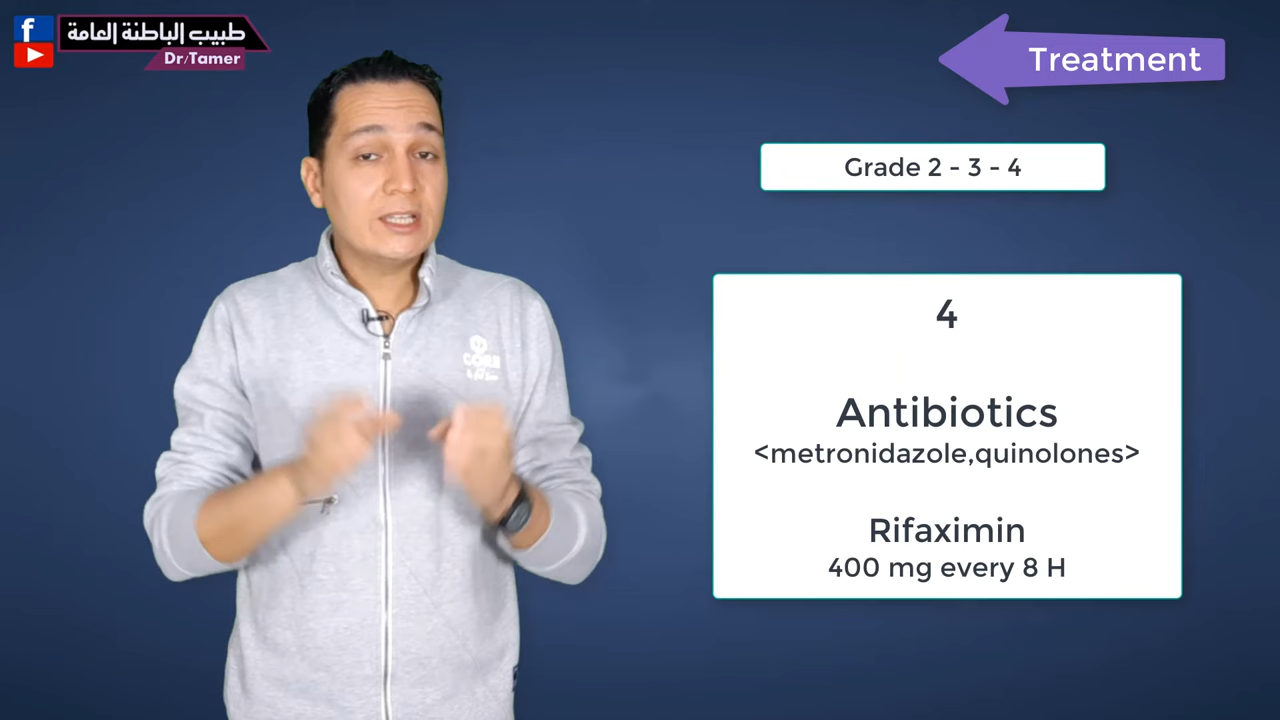 f
طبيب الباطنة العامة
Dr/Tamer
Treatment
Grade 2 - 3 - 4
4
Antibiotics
<metronidazole,quinolones>
Rifaximin
400 mg every 8 H